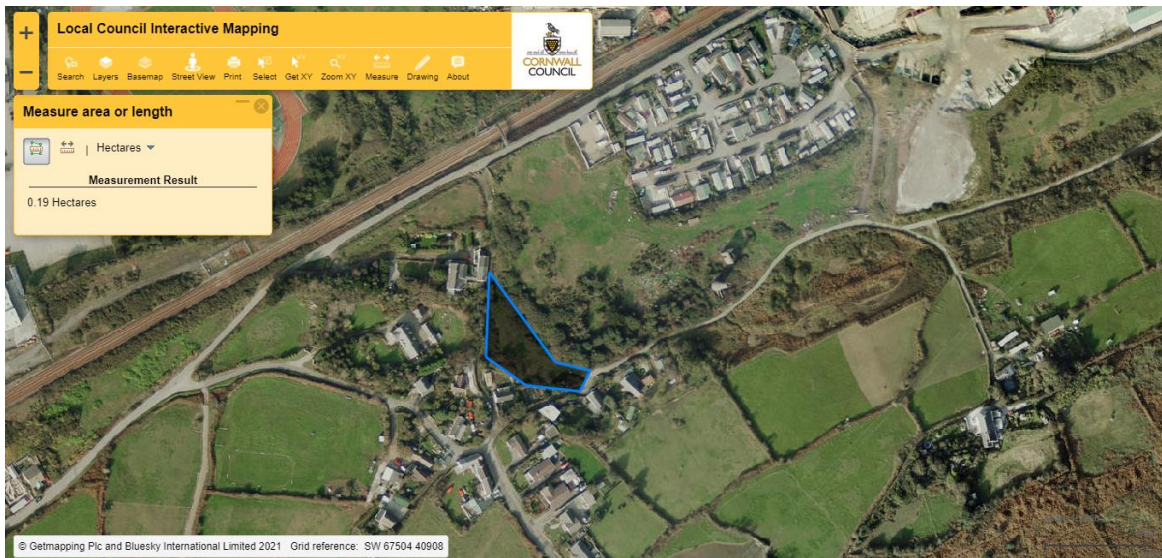 Local Council Interactive Mapping
Search Layers Basemap Street View Print Select Get XY Zoom XY Measure Drawing About
CORNWALL
COUNCIL
Measure area or length
Hectares
Measurement Result
0.19 Hectares
© Getmapping Plc and Bluesky International Limited 2021 Grid reference: SW 67504 40908